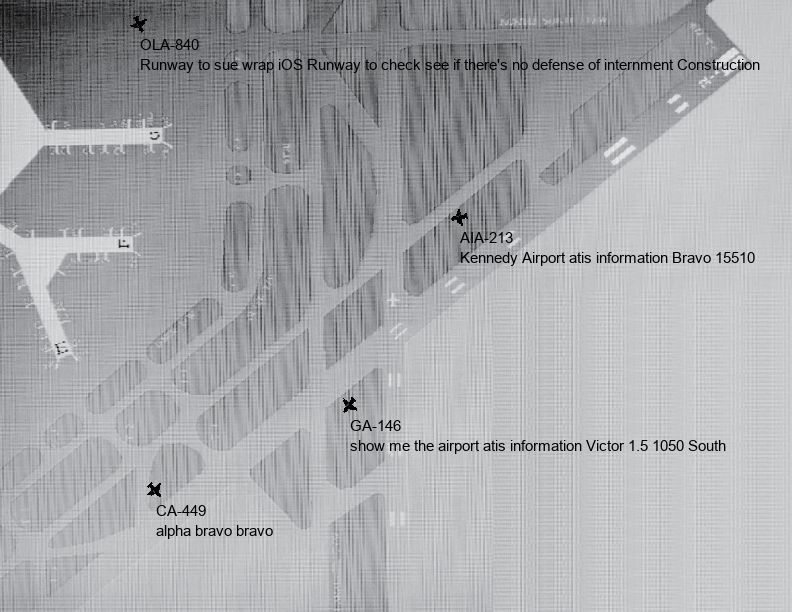 OLA-840
Runway to sue wrap iOS Runway to check see if there's no defense of internment Construction
AIA-213
Kennedy Airport atis information Bravo 15510
GA-146
show me the airport atis information Victor 1.5 1050 South
CA-449
alpha bravo bravo